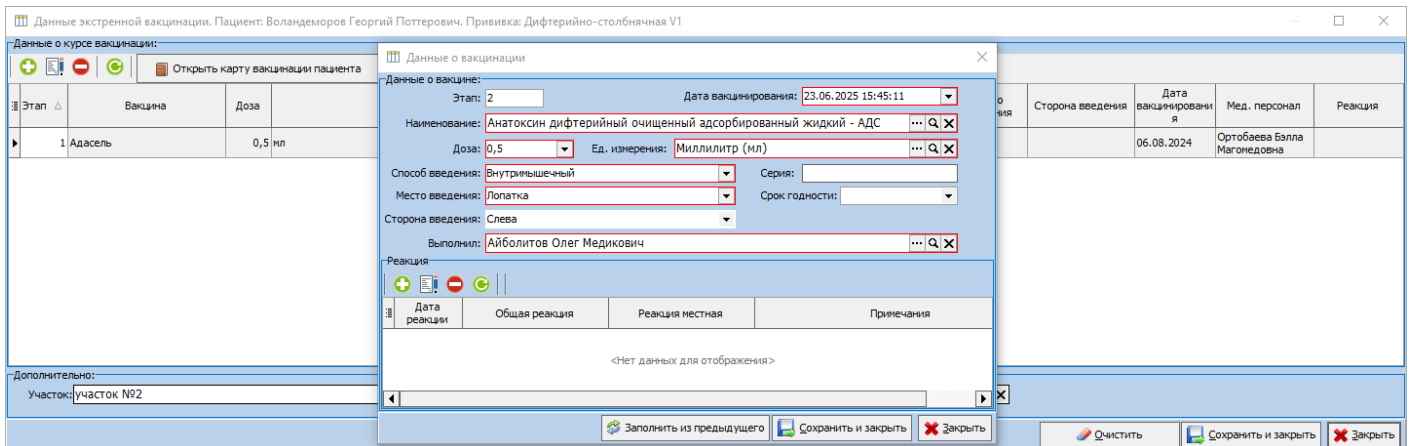 Данные экстренной вакцинации. Пациент: Воландеморов Георгий Поттерович. Прививка: Дифтерийно-столбнячная V1
Данные о курсе вакцинации:
Открыть карту вакцинации пациента
Этап
Вакцина
Доза
Сторона введения
Дата вакцинировани я
Мед. персонал
Реакция
1 Адасель 0,5 мл
06.08.2024
Ортобаева Бэлла
Магомедовна
Данные о вакцинации
Данные о вакцине:
Этап: 2
Дата вакцинирования: 23.06.2025 15:45:11
Наименование: Анатоксин дифтерийный очищенный адсорбированный жидкий - АДС
Доза: 0,5
Ед. измерения: Миллилитр (мл)
Способ введения: Внутримышечный
Серия:
Место введения: Лопатка
Срок годности:
Сторона введения: Слева
Выполнил: Айболитов Олег Медикович
Реакция
Дата реакции
Общая реакция
Реакция местная
Примечания
<Нет данных для отображения>
Заполнить из предыдущего
Сохранить и закрыть
Закрыть
Дополнительно:
Участок: участок №2
Очистить
Сохранить и закрыть
Закрыть